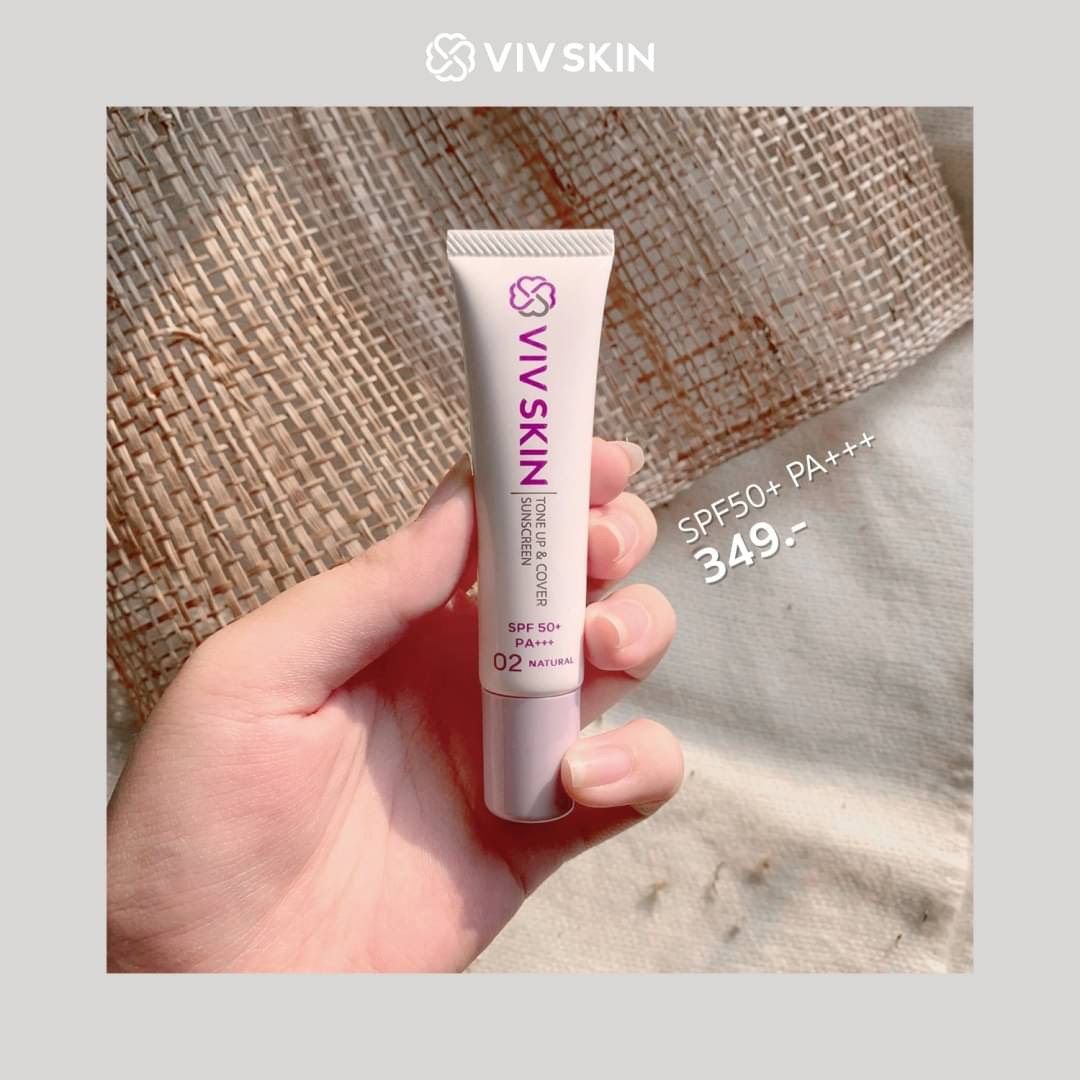 VIV SKIN
VIV SKIN
TONE UP & COVER
SUNSCREEN
SPF 50+
PA+++
02 NATURAL
SPF50+ PA+++
349.-